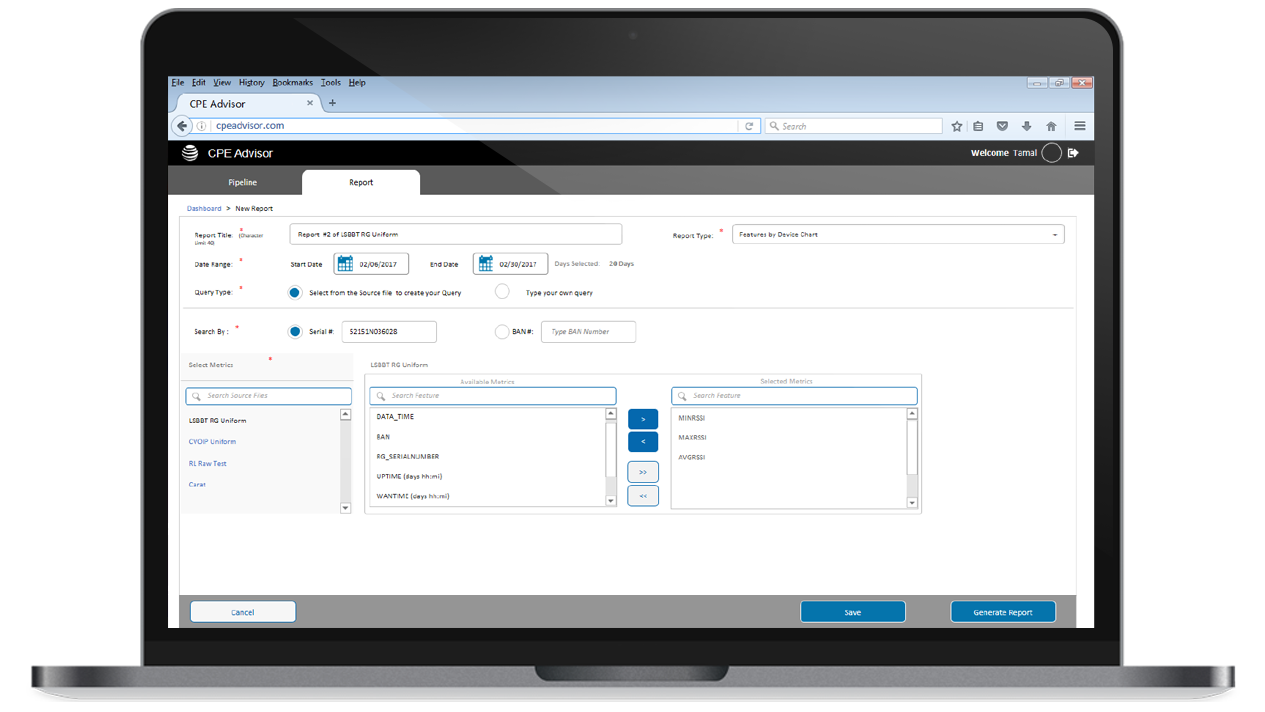 File Edit View History Bookmarks Tools Help
CPE Advisor × +
cpeadvisor.com Search
CPE Advisor Welcome Tamal
Pipeline Report
Dashboard > New Report
Report Title: * (Character Limit: 40) Report #2 of LSBBT RG Uniform Report Type: * Features by Device Chart
Date Range: * Start Date 02/06/2017 End Date 02/30/2017 Days Selected: 20 Days
Query Type: * Select from the Source file to create your Query Type your own query
Search By : * Serial #: 52151N036028 BAN#: Type BAN Number
Select Metrics * LSBBT RG Uniform
Available Metrics Selected Metrics
Search Source Files Search Feature Search Feature
LSBBT RG Uniform
CVOIP Uniform
R1 Raw Test
Carat
DATA_TIME
BAN
RG_SERIALNUMBER
UPTIME (days hh:mi)
WANTIME (days hh:mi)
>
<
>>
<<
MINRSSI
MAXRSSI
AVGRSSI
Cancel Save Generate Report